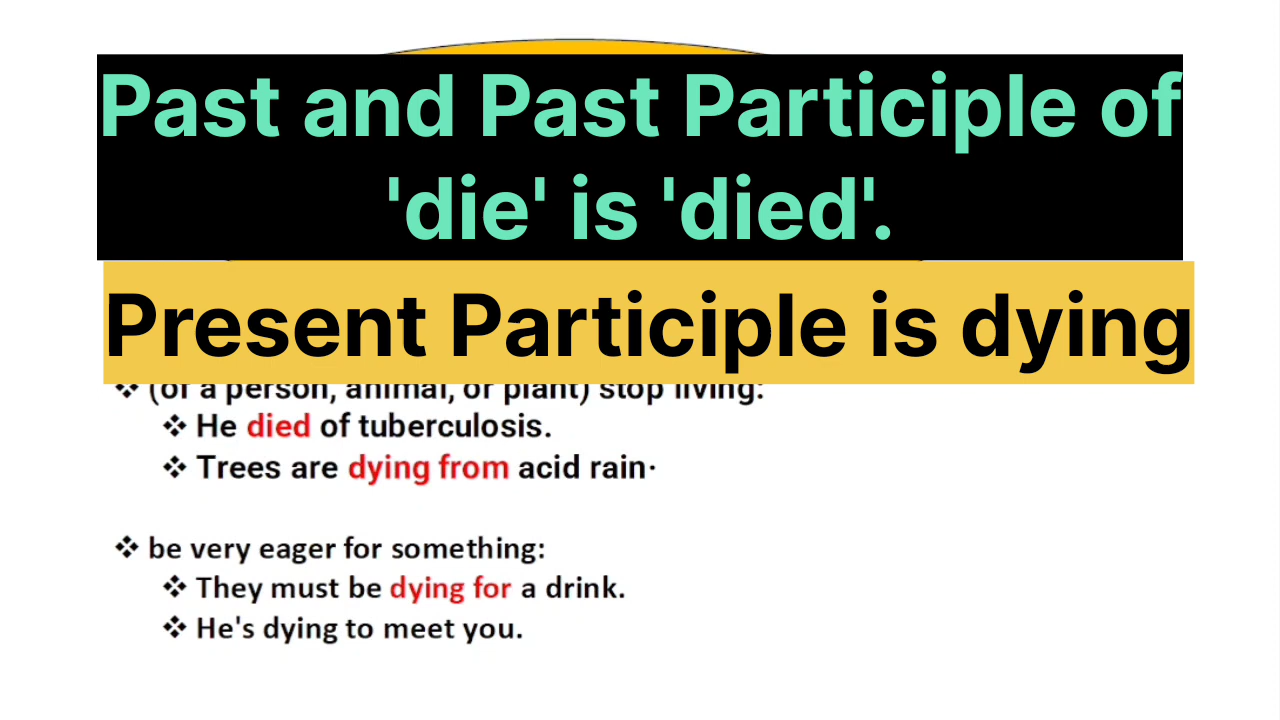 Past and Past Participle of
'die' is 'died'.
Present Participle is dying
❖ (of a person, animal, or plant) stop living:
❖ He died of tuberculosis.
❖ Trees are dying from acid rain·
❖ be very eager for something:
❖ They must be dying for a drink.
❖ He's dying to meet you.